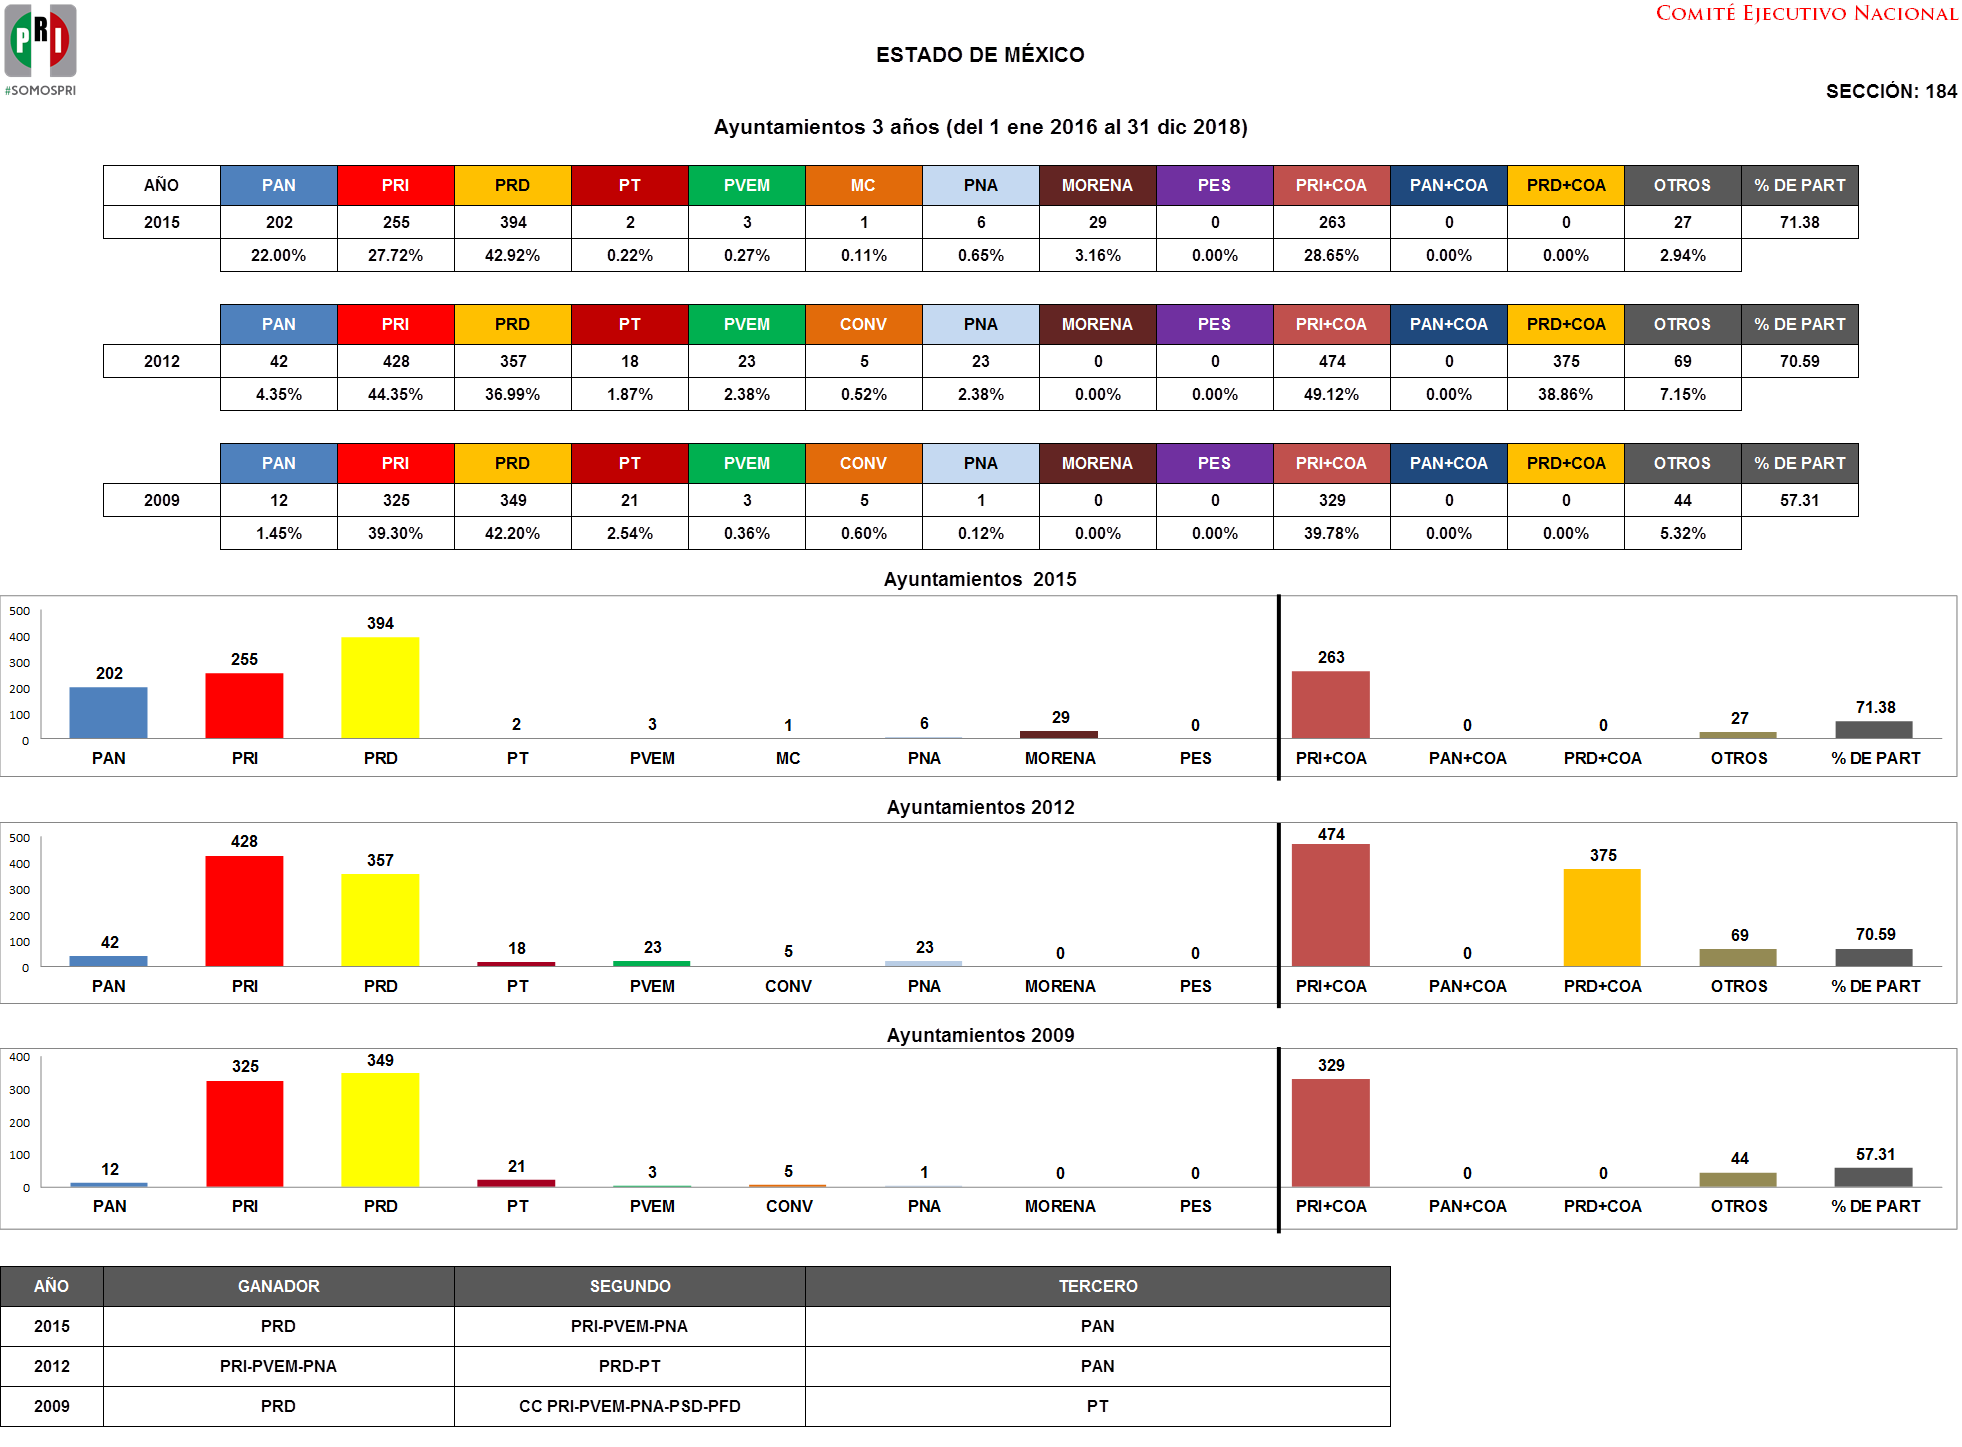 PRI
#SOMOSPRI
COMITÉ EJECUTIVO NACIONAL
ESTADO DE MÉXICO
SECCIÓN: 184
Ayuntamientos 3 años (del 1 ene 2016 al 31 dic 2018)
AÑO PAN PRI PRD PT PVEM MC PNA MORENA PES PRI+COA PAN+COA PRD+COA OTROS % DE PART
2015 202 255 394 2 3 1 6 29 0 263 0 0 27 71.38
22.00% 27.72% 42.92% 0.22% 0.27% 0.11% 0.65% 3.16% 0.00% 28.65% 0.00% 0.00% 2.94%
PAN PRI PRD PT PVEM CONV PNA MORENA PES PRI+COA PAN+COA PRD+COA OTROS % DE PART
2012 42 428 357 18 23 5 23 0 0 474 0 375 69 70.59
4.35% 44.35% 36.99% 1.87% 2.38% 0.52% 2.38% 0.00% 0.00% 49.12% 0.00% 38.86% 7.15%
PAN PRI PRD PT PVEM CONV PNA MORENA PES PRI+COA PAN+COA PRD+COA OTROS % DE PART
2009 12 325 349 21 3 5 1 0 0 329 0 0 44 57.31
1.45% 39.30% 42.20% 2.54% 0.36% 0.60% 0.12% 0.00% 0.00% 39.78% 0.00% 0.00% 5.32%
Ayuntamientos 2015
500
400
300
200
100
0
202 255 394 2 3 1 6 29 0 263 0 0 27 71.38
PAN PRI PRD PT PVEM MC PNA MORENA PES PRI+COA PAN+COA PRD+COA OTROS % DE PART
Ayuntamientos 2012
500
400
300
200
100
0
42 428 357 18 23 5 23 0 0 474 0 375 69 70.59
PAN PRI PRD PT PVEM CONV PNA MORENA PES PRI+COA PAN+COA PRD+COA OTROS % DE PART
Ayuntamientos 2009
400
300
200
100
0
12 325 349 21 3 5 1 0 0 329 0 0 44 57.31
PAN PRI PRD PT PVEM CONV PNA MORENA PES PRI+COA PAN+COA PRD+COA OTROS % DE PART
AÑO GANADOR SEGUNDO TERCERO
2015 PRD PRI-PVEM-PNA PAN
2012 PRI-PVEM-PNA PRD-PT PAN
2009 PRD CC PRI-PVEM-PNA-PSD-PFD PT